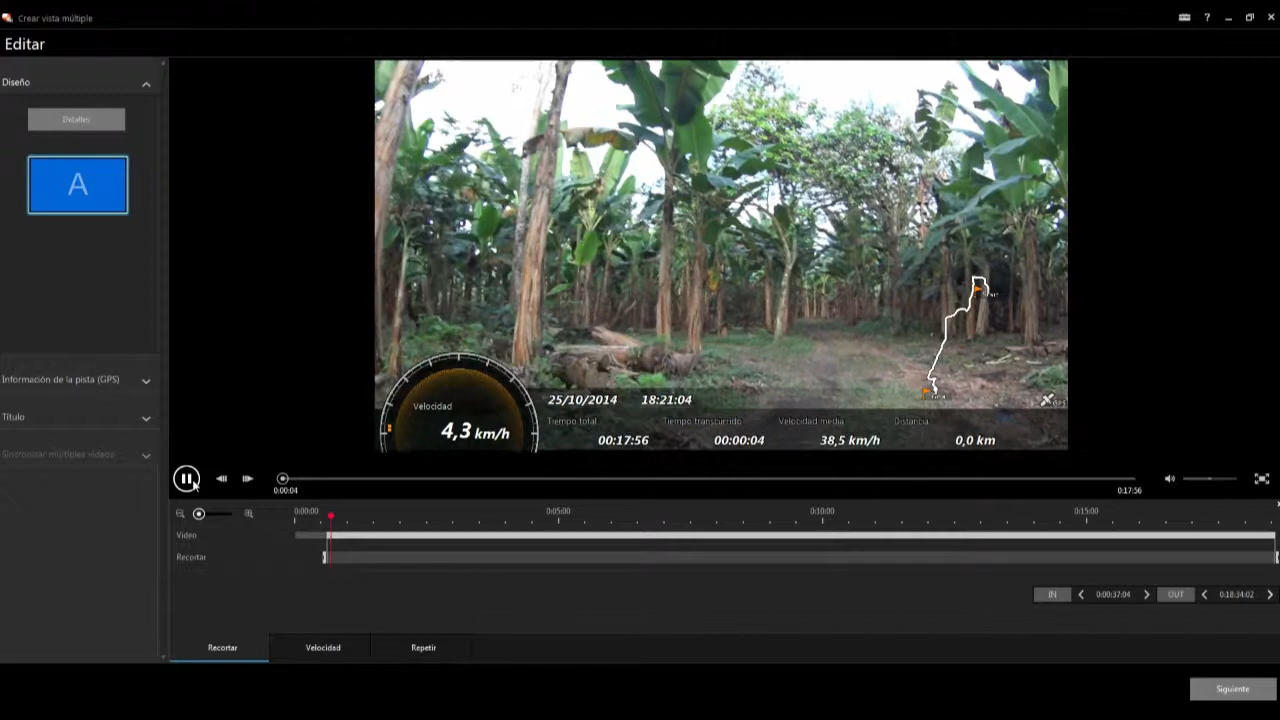 Crear vista múltiple
?
Editar
Diseño
Detalles
A
Información de la pista (GPS)
Título
Sincronizar múltiples videos
Velocidad
4,3 km/h
25/10/2014 18:21:04
Tiempo total Tiempo transcurrido Velocidad media Distancia
00:17:56 00:00:04 38,5 km/h 0,0 km
GPS
0:00:04
0:17:56
0:00:00 0:05:00 0:10:00 0:15:00
Video
Recortar
IN 0:00:37:04 OUT 0:18:34:02
Recortar Velocidad Repetir
Siguiente